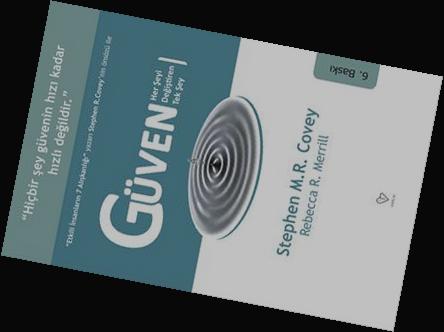 “Hiçbir şey güvenin hızı kadar
hızlı değildir.”
"Etkili İnsanların 7 Alışkanlığı" yazarı Stephen R.Covey'nin önsözü ile
GÜVEN
Her Şeyi
Değiştiren
Tek Şey
6. Baskı
Stephen M.R. Covey
Rebecca R. Merrill